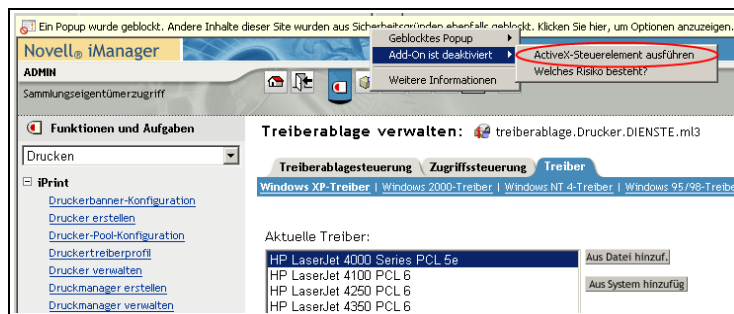 Ein Popup wurde geblockt. Andere Inhalte dieser Site wurden aus Sicherheitsgründen ebenfalls geblockt. Klicken Sie hier, um Optionen anzuzeigen.
Geblocktes Popup
Novell® iManager
Add-On ist deaktiviert
ActiveX-Steuerelement ausführen
ADMIN
Welches Risiko besteht?
Weitere Informationen
Sammlungseigentümerzugriff
Funktionen und Aufgaben
Treiberablage verwalten: treiberablage.Drucker.DIENSTE.ml3
Drucken
Treiberablagesteuerung Zugriffssteuerung Treiber
iPrint
Windows XP-Treiber | Windows 2000-Treiber | Windows NT 4-Treiber | Windows 95/98-Treibe
Druckerbanner-Konfiguration
Drucker erstellen
Drucker-Pool-Konfiguration
Aktuelle Treiber:
Druckertreiberprofil
HP LaserJet 4000 Series PCL 5e
Aus Datei hinzuf.
Drucker verwalten
HP LaserJet 4100 PCL 6
Druckmanager erstellen
HP LaserJet 4250 PCL 6
Aus System hinzufüg
Druckmanager verwalten
HP LaserJet 4350 PCL 6